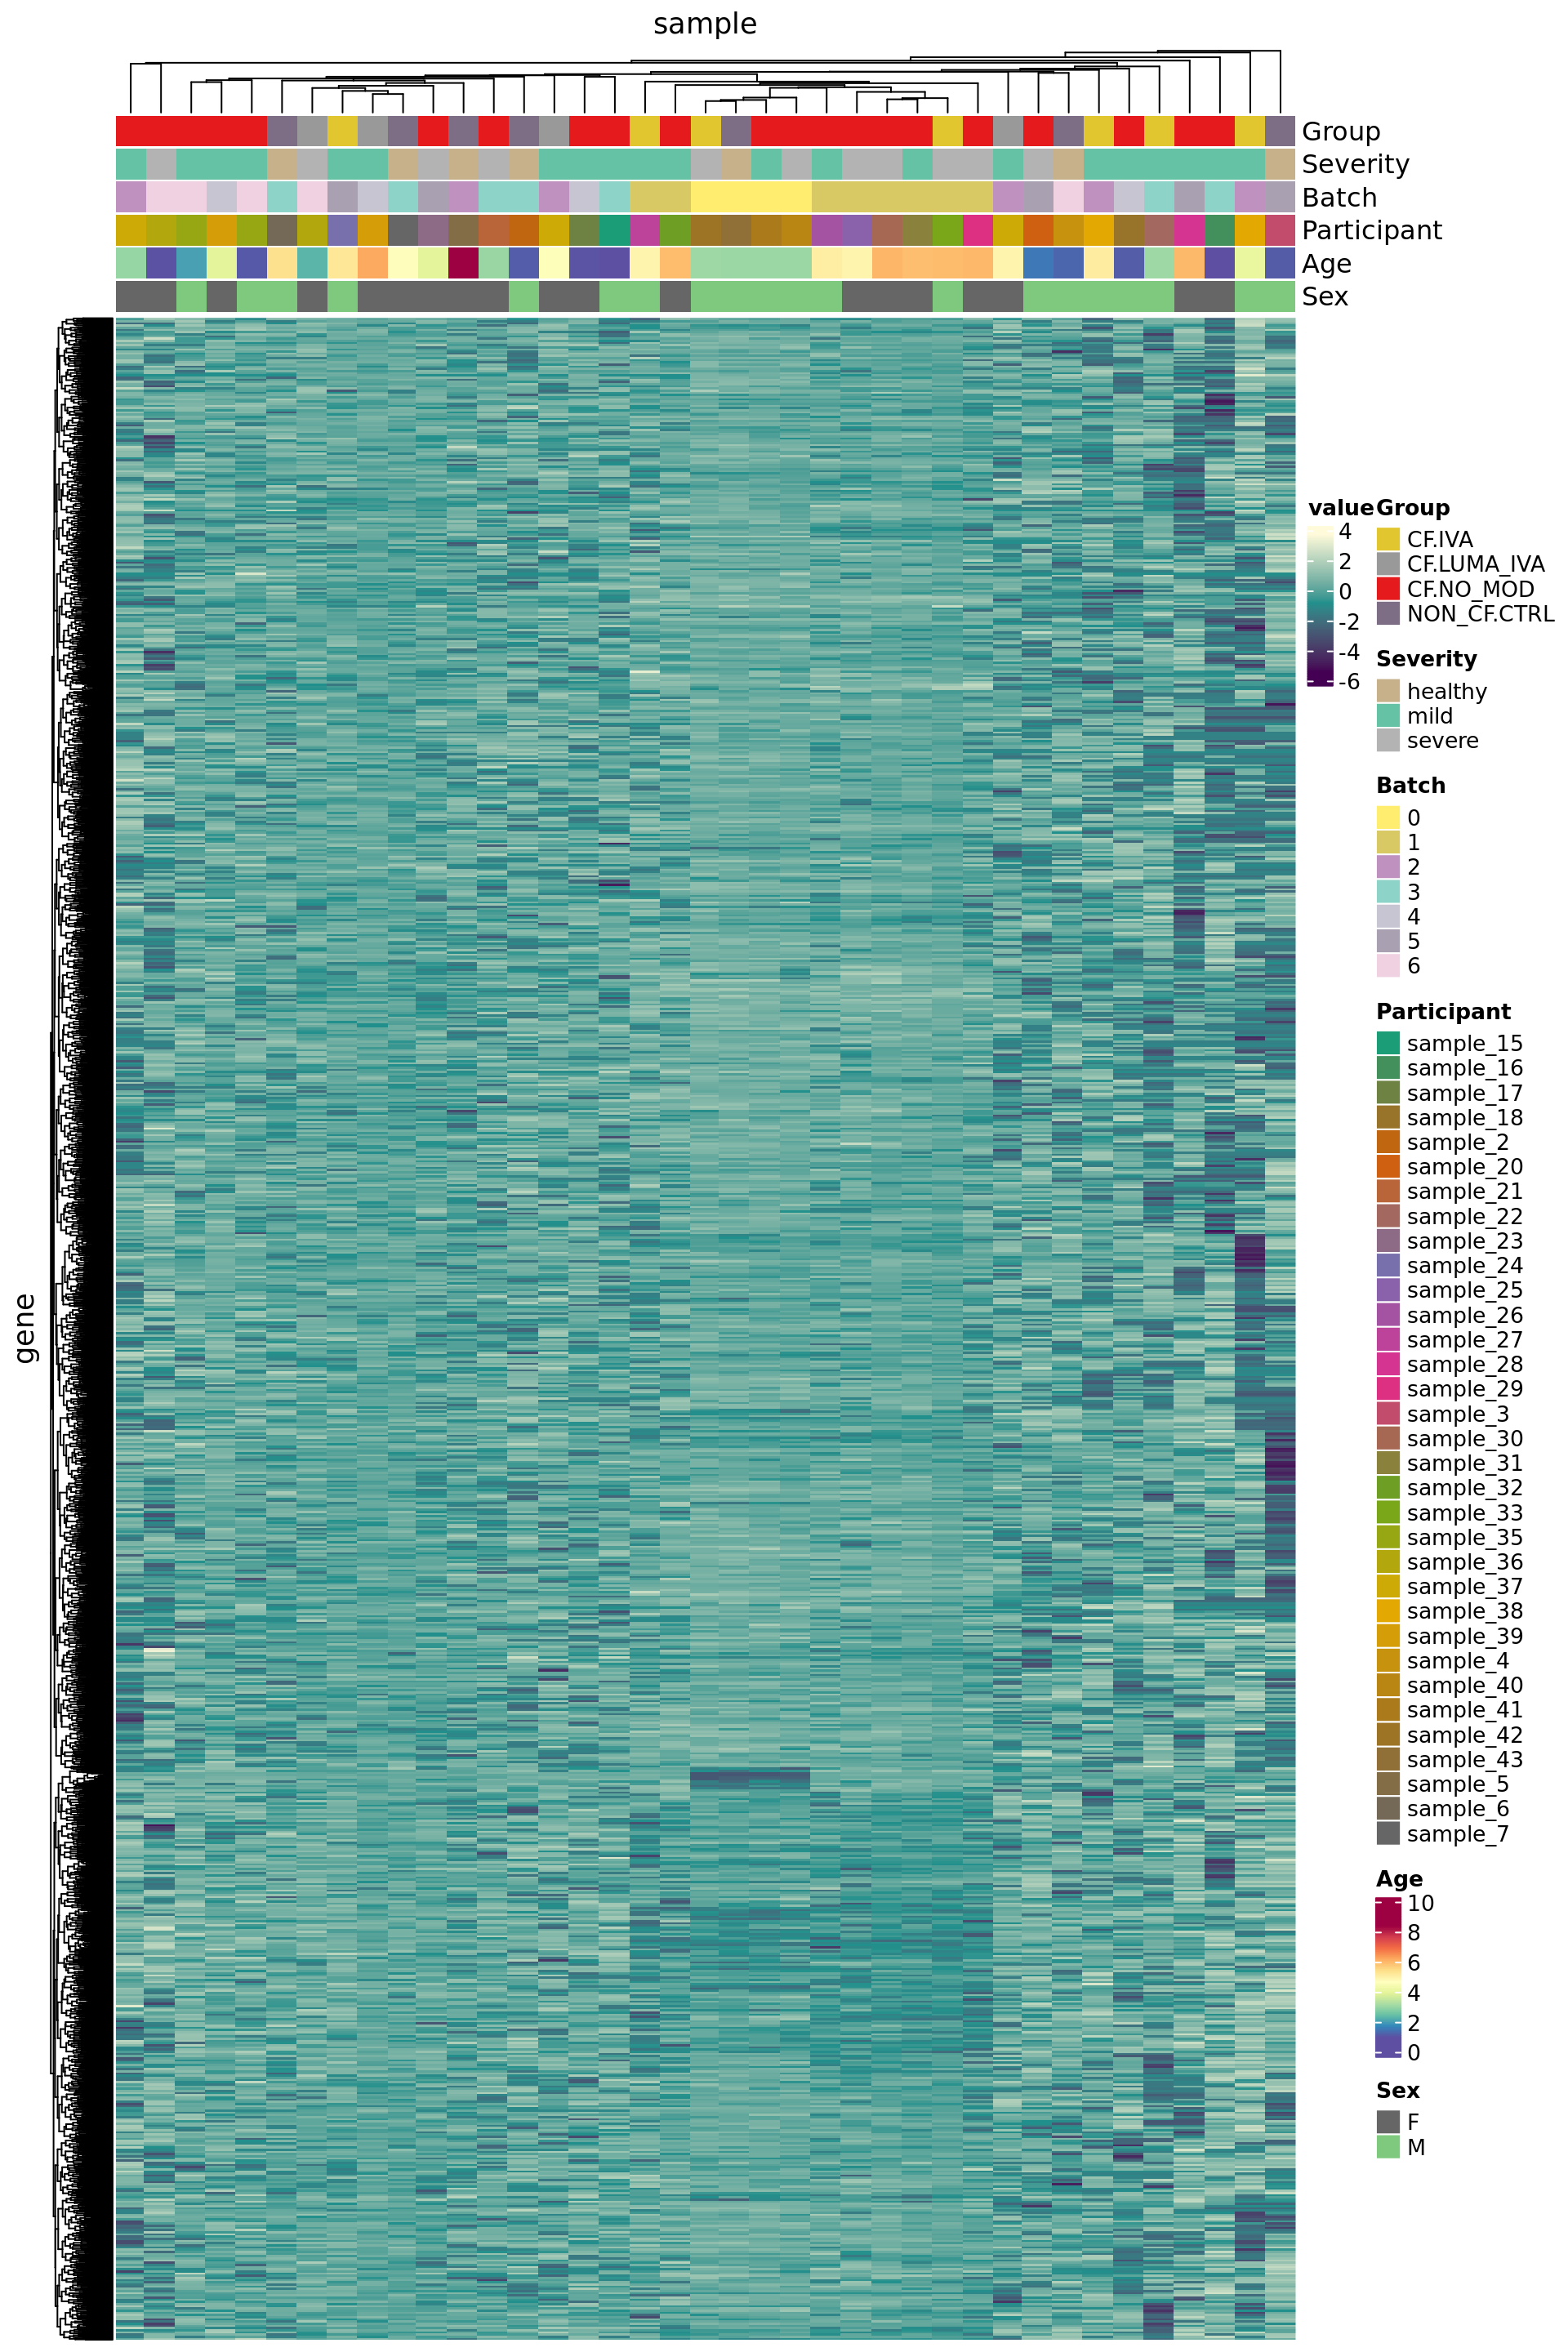 sample
Group
Severity
Batch
Participant
Age
Sex
gene
value
4
2
0
-2
-4
-6
Group
CF.IVA
CF.LUMA_IVA
CF.NO_MOD
NON_CF.CTRL
Severity
healthy
mild
severe
Batch
0
1
2
3
4
5
6
Participant
sample_15
sample_16
sample_17
sample_18
sample_2
sample_20
sample_21
sample_22
sample_23
sample_24
sample_25
sample_26
sample_27
sample_28
sample_29
sample_3
sample_30
sample_31
sample_32
sample_33
sample_35
sample_36
sample_37
sample_38
sample_39
sample_4
sample_40
sample_41
sample_42
sample_43
sample_5
sample_6
sample_7
Age
10
8
6
4
2
0
Sex
F
M